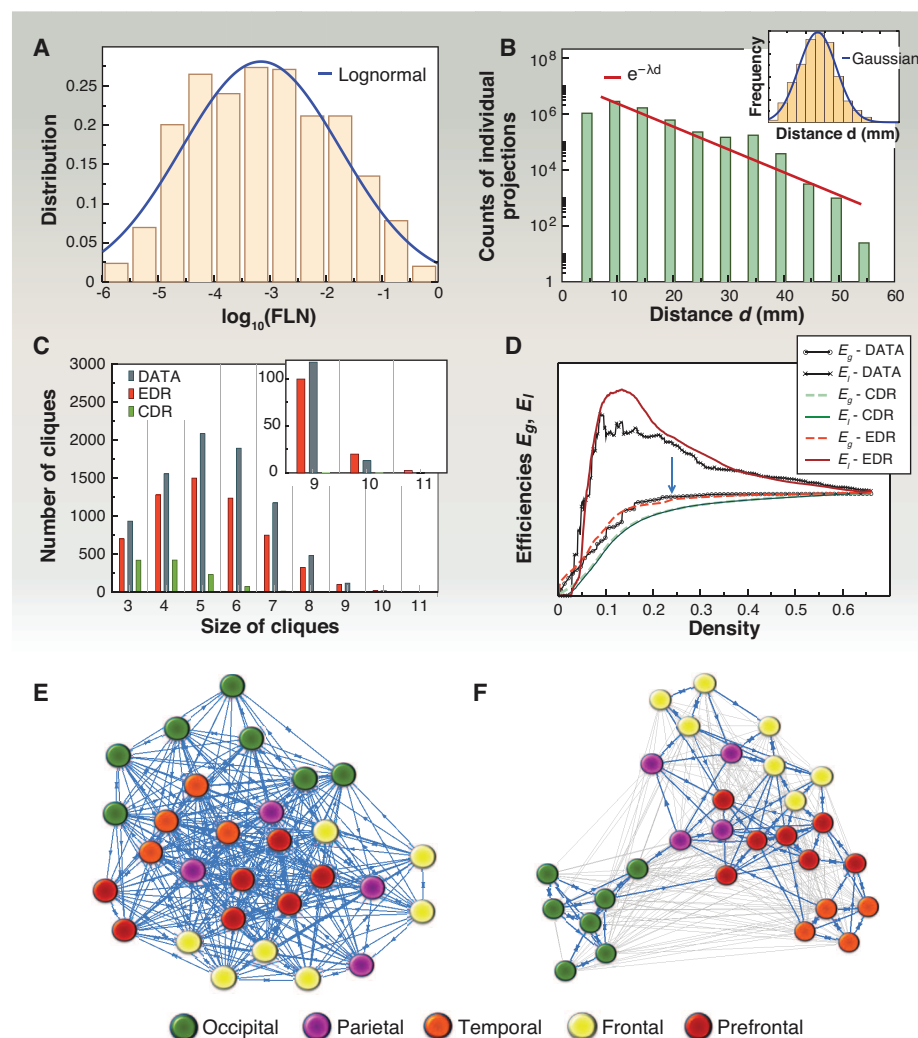 A
Distribution
0.25
0.2
0.15
0.1
0.05
0
Lognormal
-6
-5
-4
-3
-2
-1
0
log10(FLN)
B
Counts of individual
projections
10^8
10^6
10^4
10^2
1
e^−λd
0
10
20
30
40
50
60
Distance d (mm)
Frequency
Gaussian
Distance d (mm)
C
Number of cliques
3000
2500
2000
1500
1000
500
0
DATA
EDR
CDR
100
50
0
9
10
11
3
4
5
6
7
8
9
10
11
Size of cliques
D
Efficiencies Eg, El
Eg - DATA
El - DATA
Eg - CDR
El - CDR
Eg - EDR
El - EDR
0
0.1
0.2
0.3
0.4
0.5
0.6
Density
E
F
Occipital
Parietal
Temporal
Frontal
Prefrontal